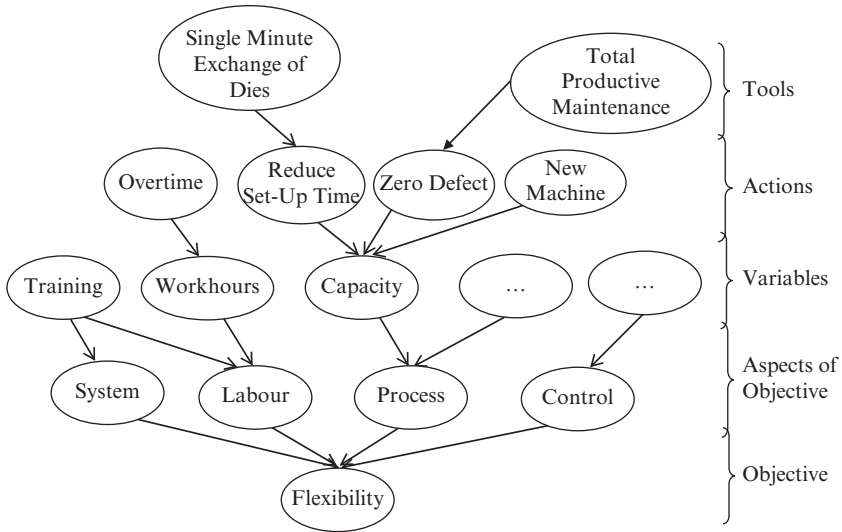 Single Minute
Exchange of
Dies
Total
Productive
Maintenance
Tools
Overtime
Reduce
Set-Up Time
Zero Defect
New
Machine
Actions
Training
Workhours
Capacity
...
...
Variables
System
Labour
Process
Control
Aspects of
Objective
Flexibility
Objective